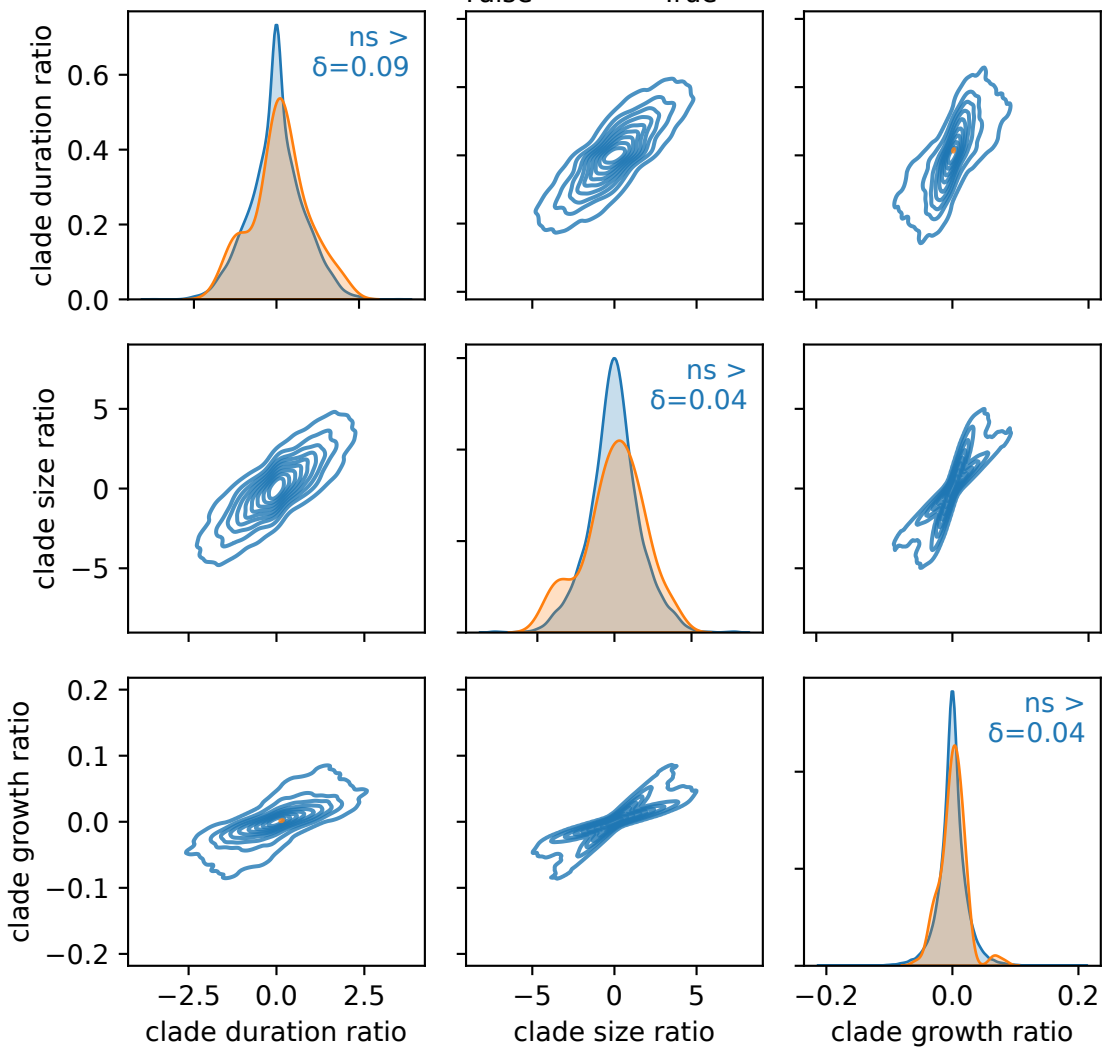 clade duration ratio
0.6
0.4
0.2
0.0
ns >
δ=0.09
clade size ratio
5
0
−5
ns >
δ=0.04
clade growth ratio
0.2
0.1
0.0
−0.1
−0.2
ns >
δ=0.04
−2.5 0.0 2.5
clade duration ratio
−5 0 5
clade size ratio
−0.2 0.0 0.2
clade growth ratio